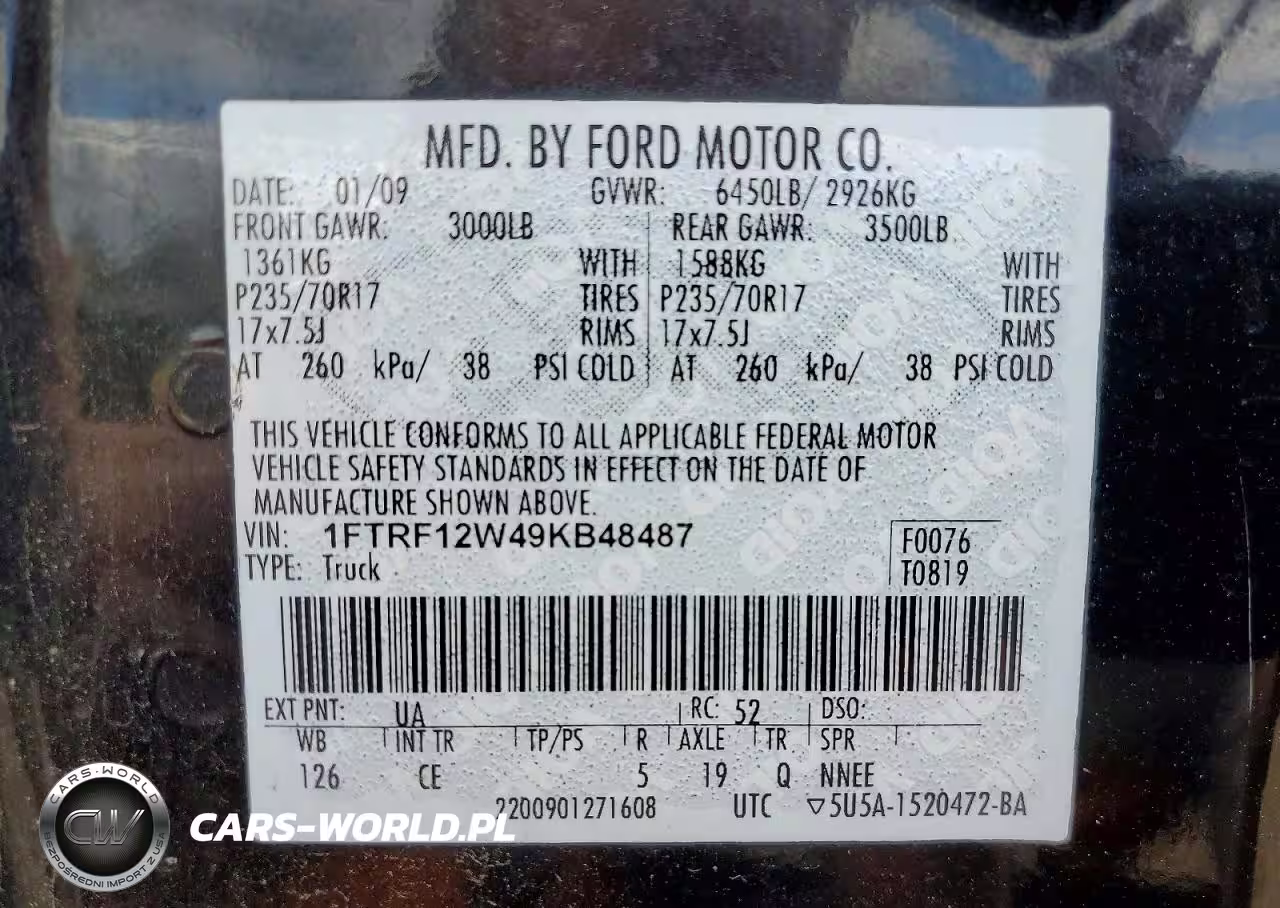 MFD. BY FORD MOTOR CO.
DATE: 01/09 GVWR: 6450LB/ 2926KG
FRONT GAWR: 3000LB REAR GAWR: 3500LB
1361KG WITH 1588KG WITH
P235/70R17 TIRES P235/70R17 TIRES
17x7.5J RIMS 17x7.5J RIMS
AT 260 kPa/ 38 PSI COLD AT 260 kPa/ 38 PSI COLD
THIS VEHICLE CONFORMS TO ALL APPLICABLE FEDERAL MOTOR
VEHICLE SAFETY STANDARDS IN EFFECT ON THE DATE OF
MANUFACTURE SHOWN ABOVE.
VIN: 1FTRF12W49KB48487 F0076
TYPE: Truck T0819
EXT PNT: UA RC: 52 DSO:
WB INT TR TP/PS R AXLE TR SPR
126 CE 5 19 Q NNEE
2200901271608 UTC ▽5U5A-1520472-BA
CARS-WORLD
CW
BEZPOŚREDNI IMPORT Z USA
CARS-WORLD.PL